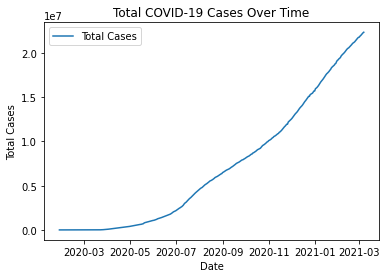 Total COVID-19 Cases Over Time
1e7
Total Cases
2.0
1.5
1.0
0.5
0.0
Total Cases
2020-03 2020-05 2020-07 2020-09 2020-11 2021-01 2021-03
Date